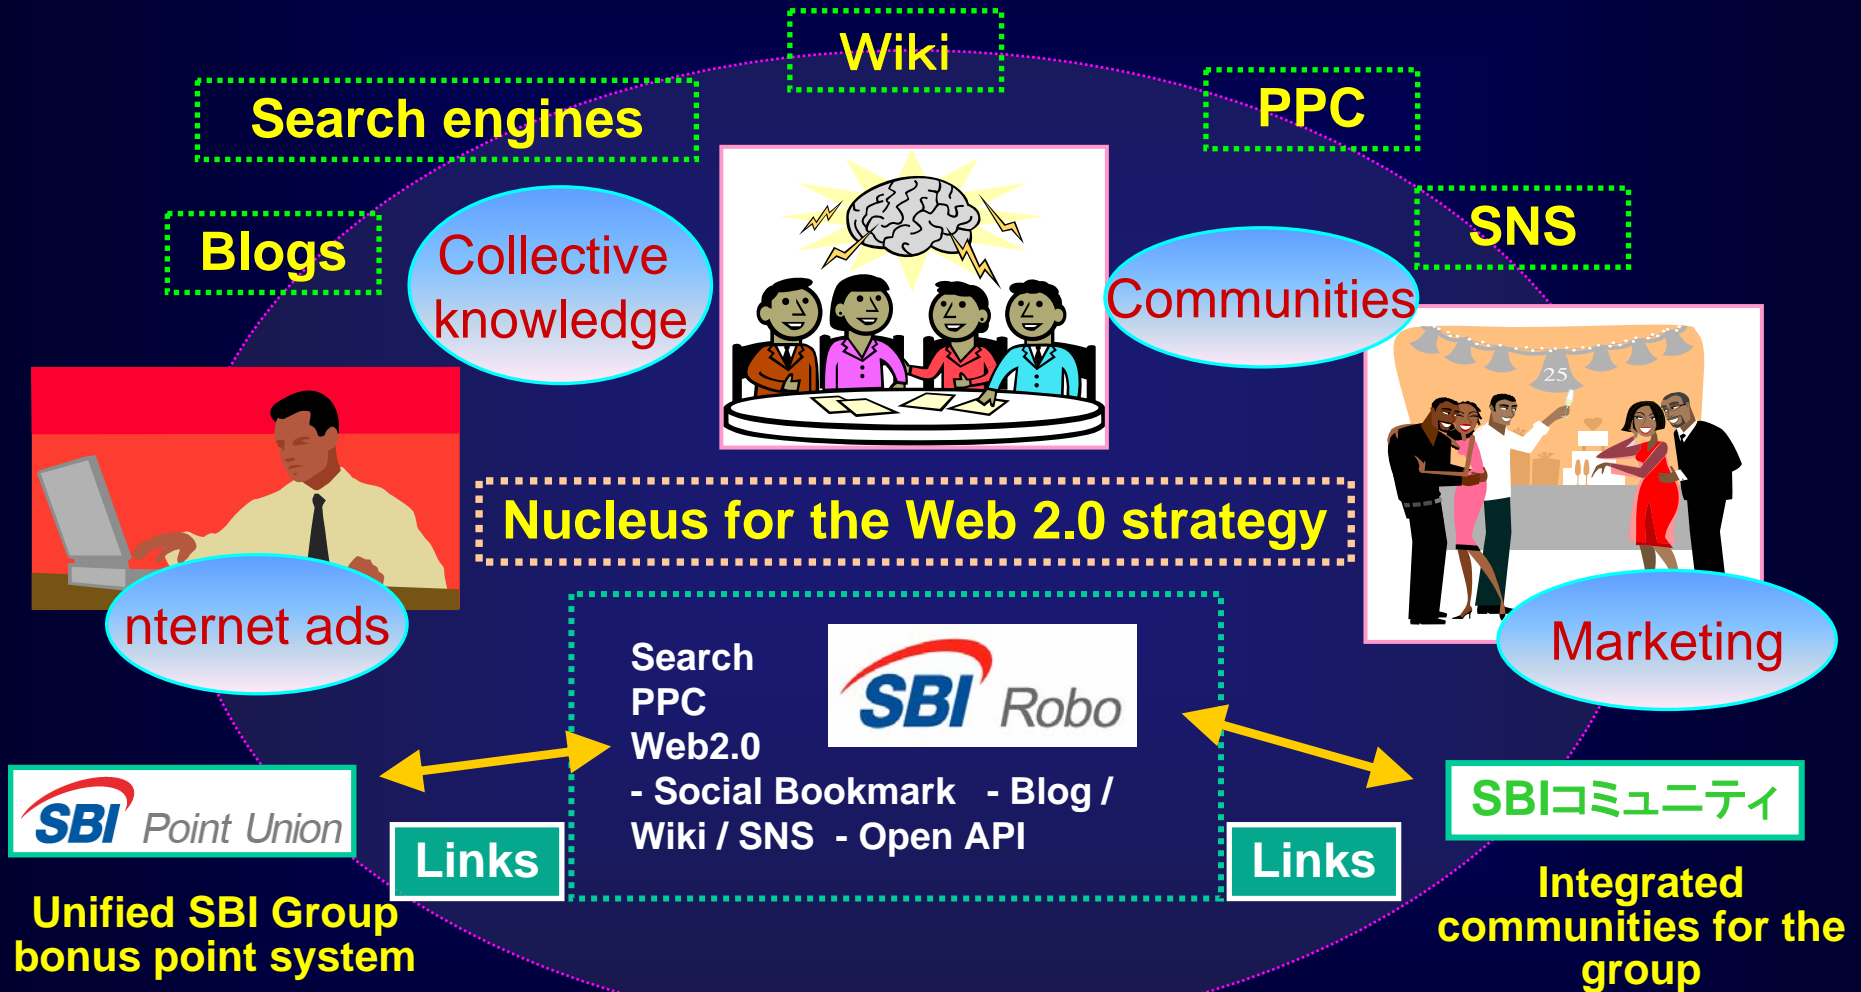 Wiki
Search engines
PPC
SNS
Blogs
Collective
knowledge
Communities
25
Nucleus for the Web 2.0 strategy
nternet ads
Marketing
Search
PPC
Web2.0
- Social Bookmark - Blog /
Wiki / SNS - Open API
SBI Robo
SBI Point Union
Links
Links
SBIコミュニティ
Unified SBI Group
bonus point system
Integrated
communities for the
group